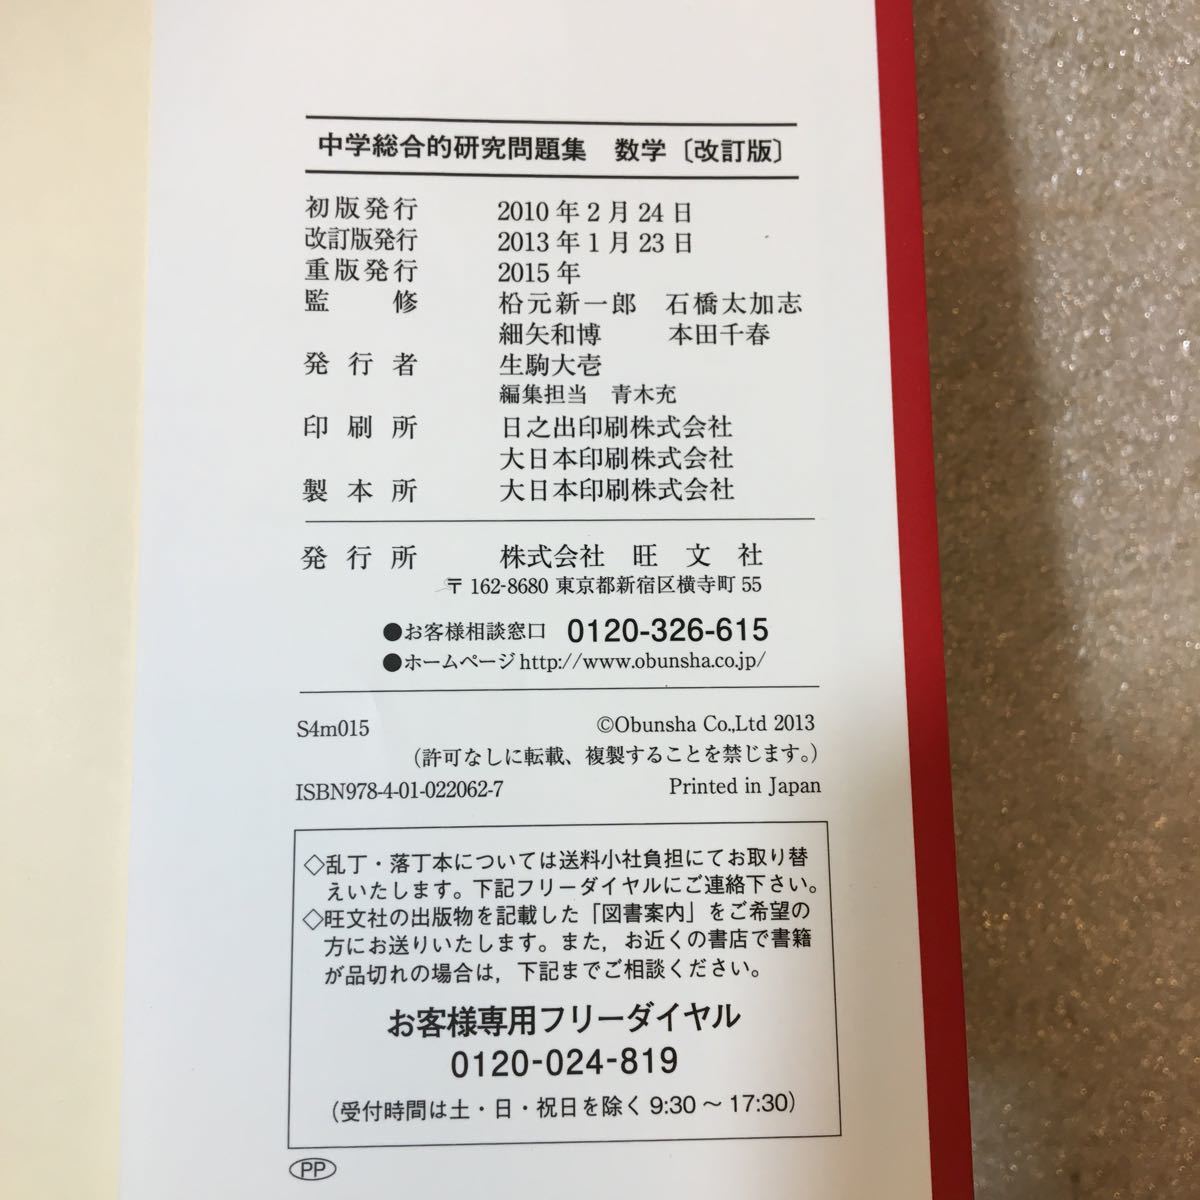 中学総合的研究問題集　数学〔改訂版〕
初版発行　2010年2月24日
改訂版発行　2013年1月23日
重版発行　2015年
監修　枌元新一郎　石橋太加志
細矢和博　本田千春
発行者　生駒大壱
編集担当　青木充
印刷所　日之出印刷株式会社
大日本印刷株式会社
製本所　大日本印刷株式会社
発行所　株式会社 旺文社
〒162-8680 東京都新宿区横寺町55
●お客様相談窓口　0120-326-615
●ホームページ http://www.obunsha.co.jp/
S4m015　©Obunsha Co.,Ltd 2013
（許可なしに転載、複製することを禁じます。）
ISBN978-4-01-022062-7　Printed in Japan
◇乱丁・落丁本については送料小社負担にてお取り替
えいたします。下記フリーダイヤルにご連絡下さい。
◇旺文社の出版物を記載した「図書案内」をご希望の
方にお送りいたします。また，お近くの書店で書籍
が品切れの場合は，下記までご相談ください。
お客様専用フリーダイヤル
0120-024-819
（受付時間は土・日・祝日を除く 9:30～17:30）
PP